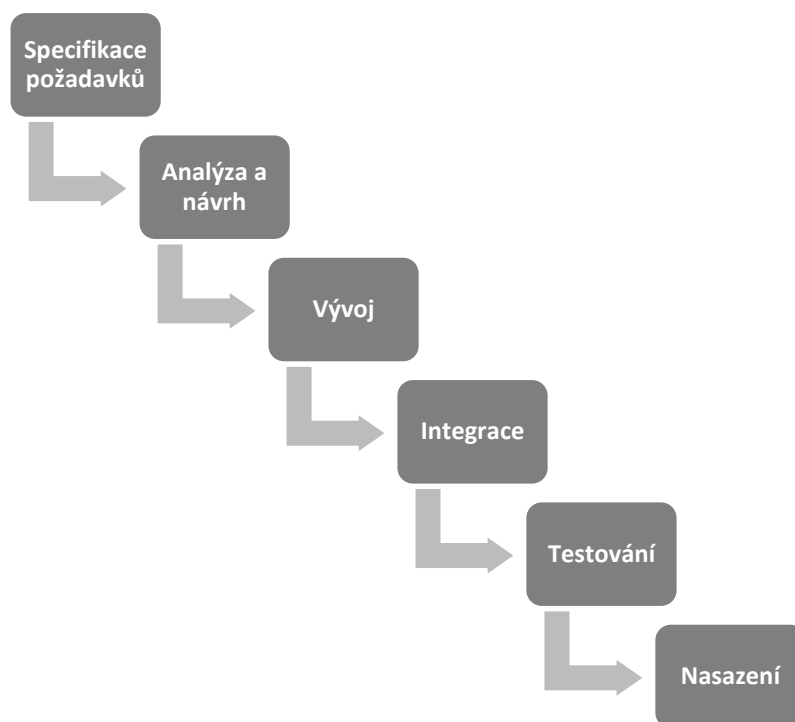 Specifikace
požadavků
Analýza a
návrh
Vývoj
Integrace
Testování
Nasazení